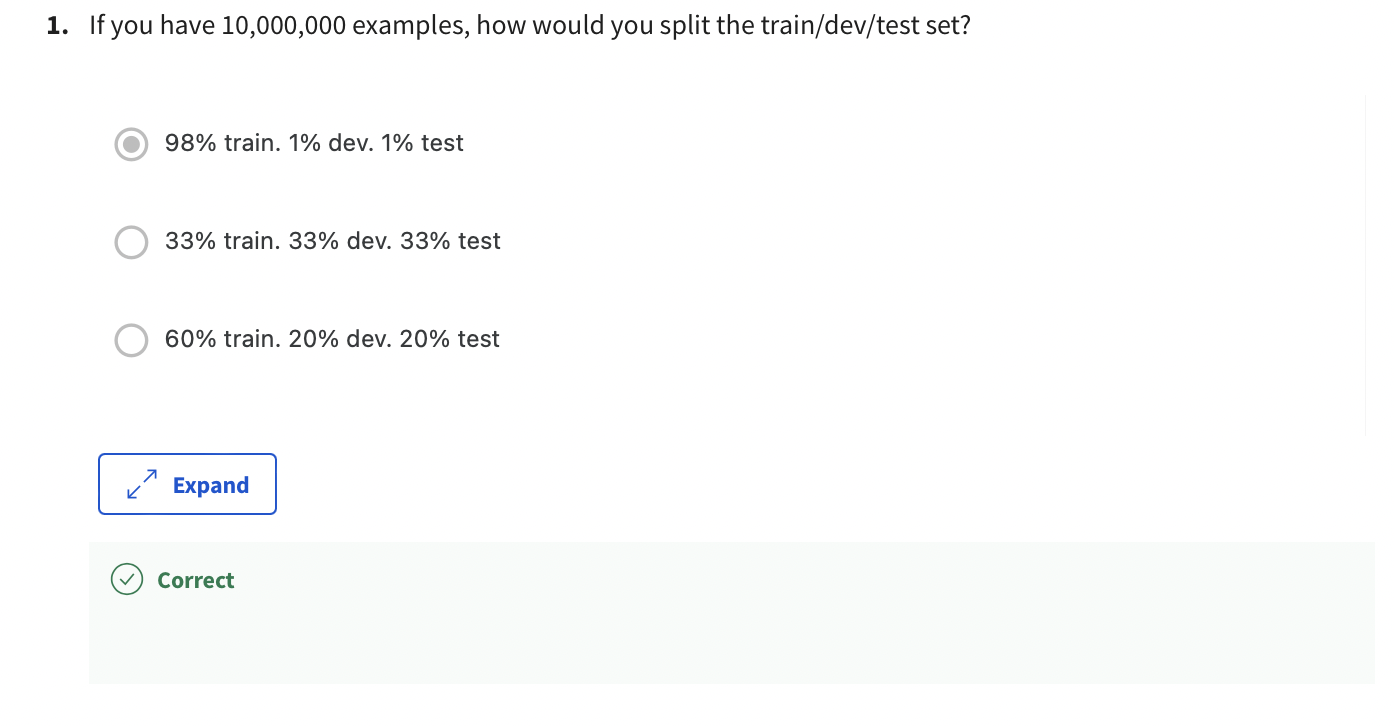 1. If you have 10,000,000 examples, how would you split the train/dev/test set?
98% train. 1% dev. 1% test
33% train. 33% dev. 33% test
60% train. 20% dev. 20% test
Expand
Correct